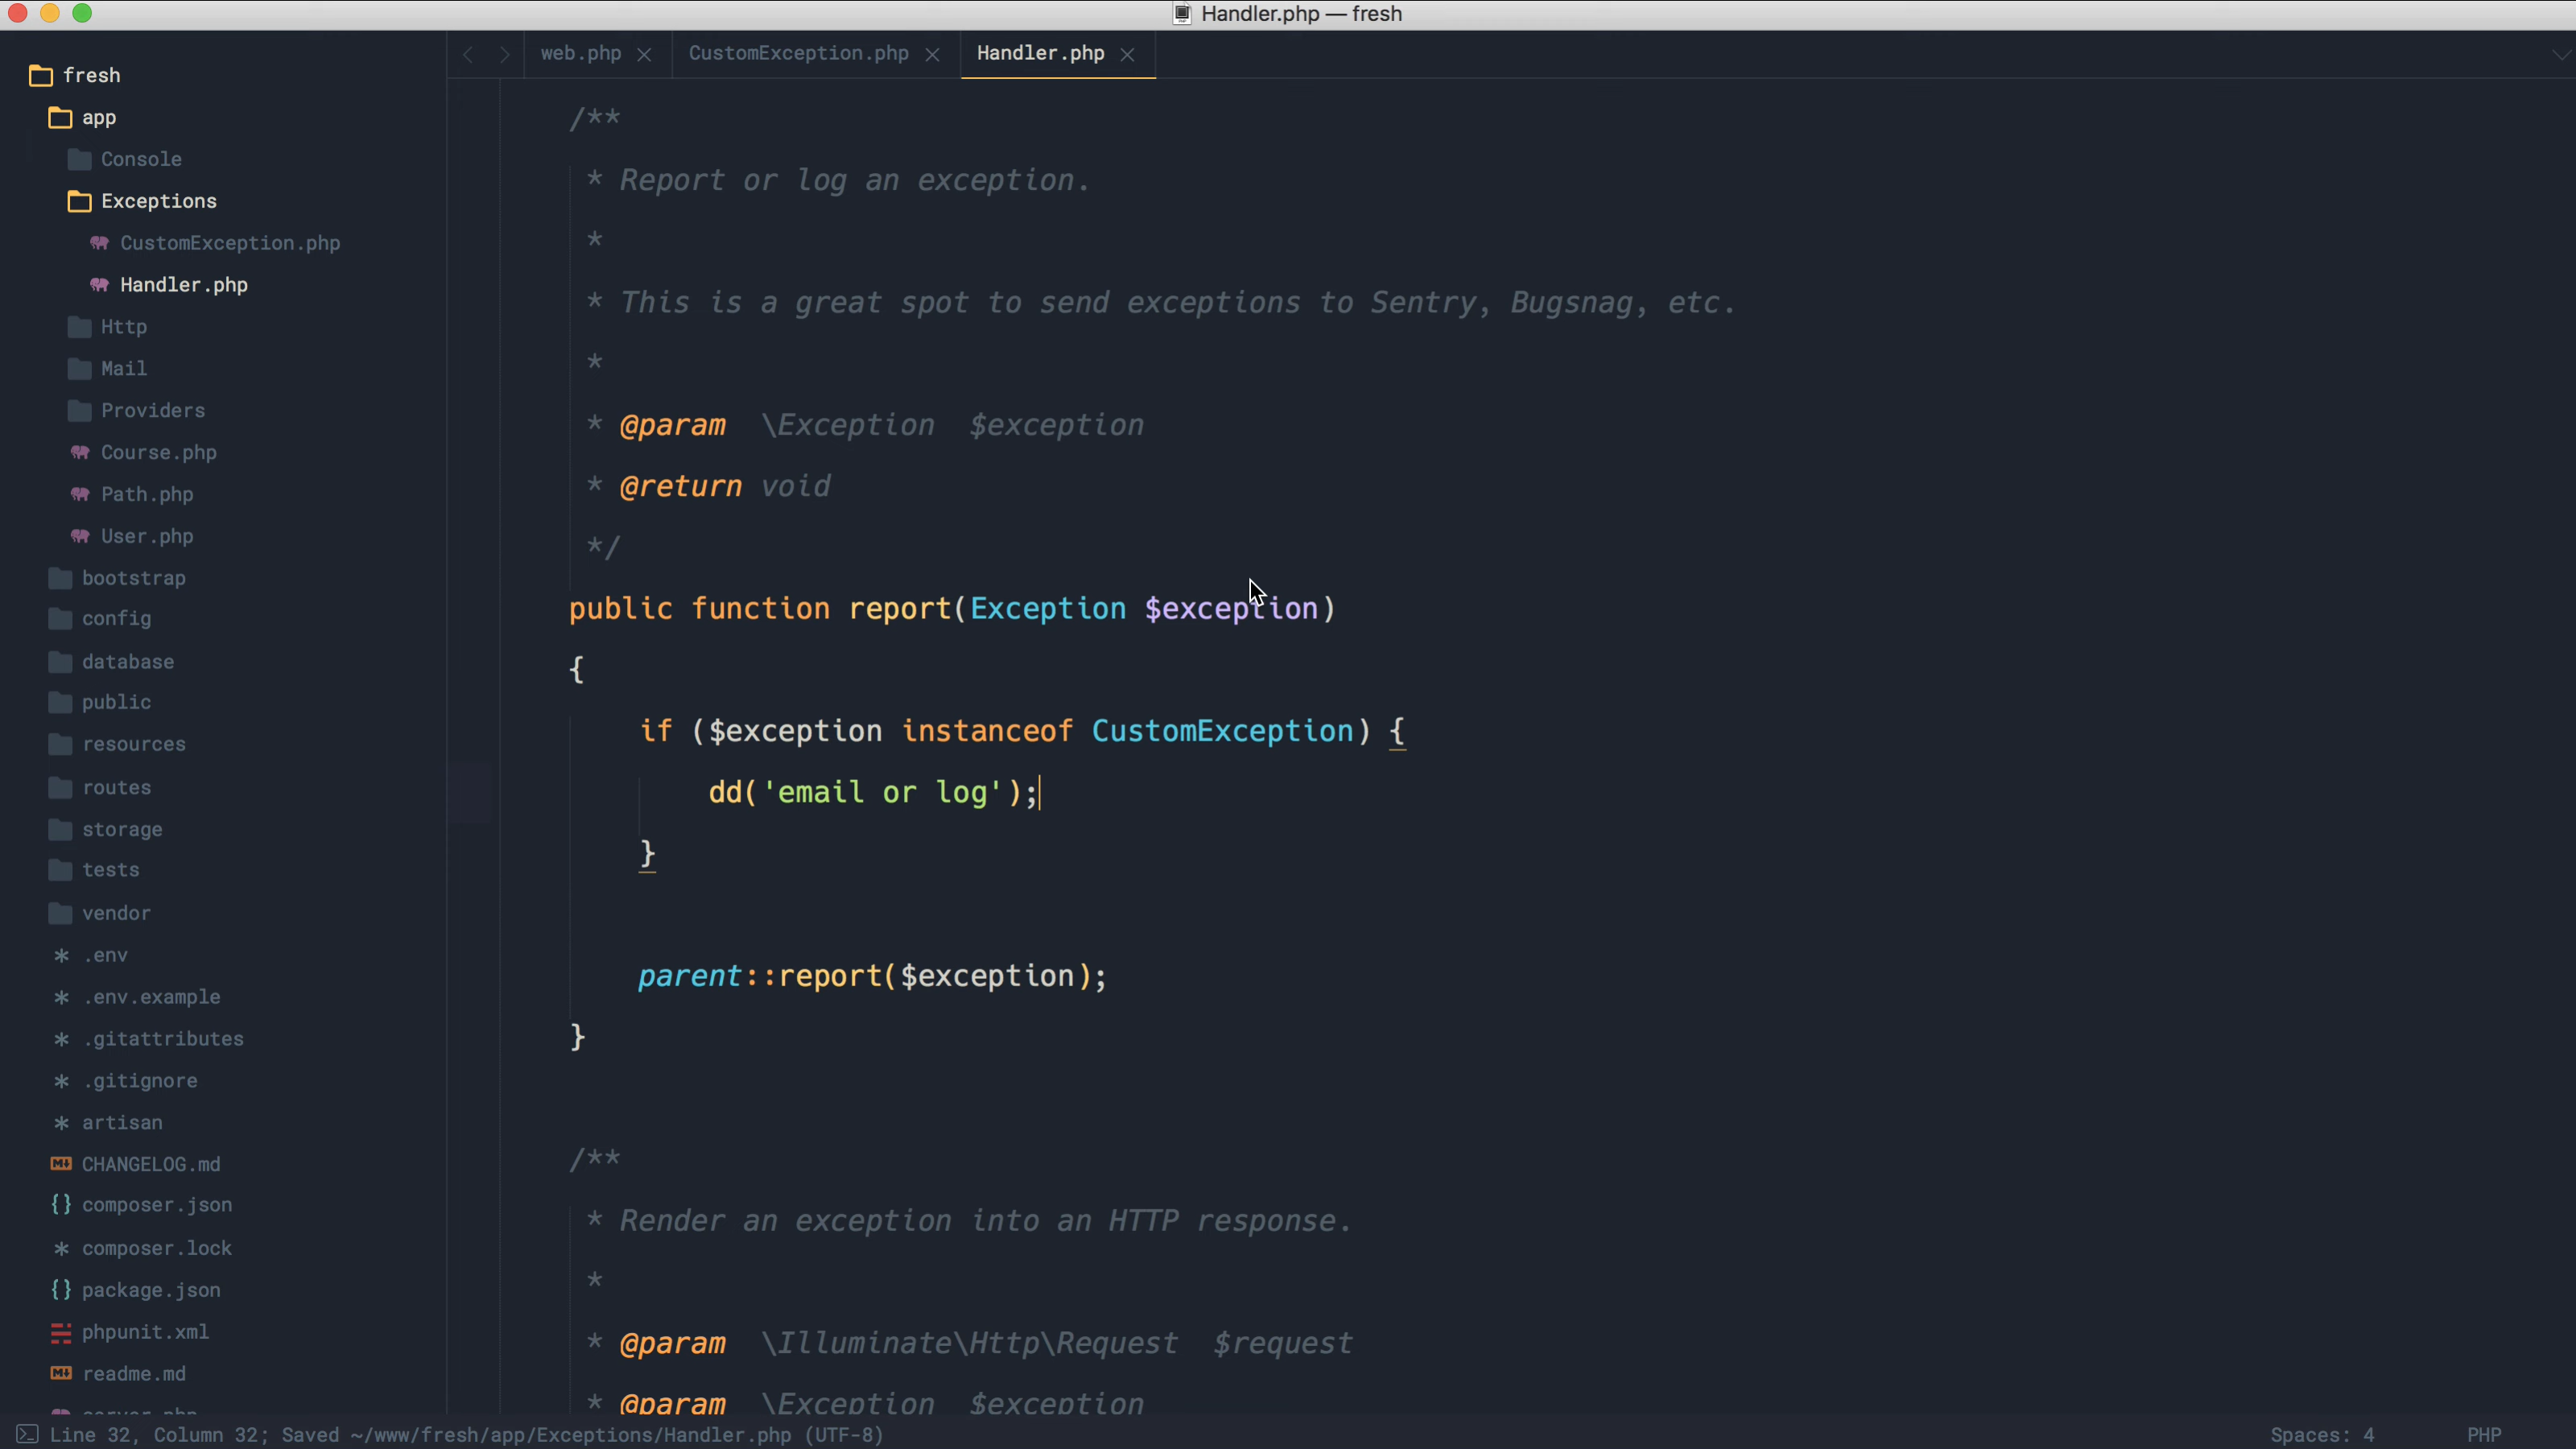 Handler.php — fresh
web.php
CustomException.php
Handler.php
fresh
app
Console
Exceptions
CustomException.php
Handler.php
Http
Mail
Providers
Course.php
Path.php
User.php
bootstrap
config
database
public
resources
routes
storage
tests
vendor
.env
.env.example
.gitattributes
.gitignore
artisan
CHANGELOG.md
composer.json
composer.lock
package.json
phpunit.xml
readme.md
server.php
/**
* Report or log an exception.
*
* This is a great spot to send exceptions to Sentry, Bugsnag, etc.
*
* @param  \Exception  $exception
* @return void
*/
public function report(Exception $exception)
{
if ($exception instanceof CustomException) {
dd('email or log');
}
parent::report($exception);
}
/**
* Render an exception into an HTTP response.
*
* @param  \Illuminate\Http\Request  $request
* @param  \Exception  $exception
Line 32, Column 32; Saved ~/www/fresh/app/Exceptions/Handler.php (UTF-8)
Spaces: 4
PHP